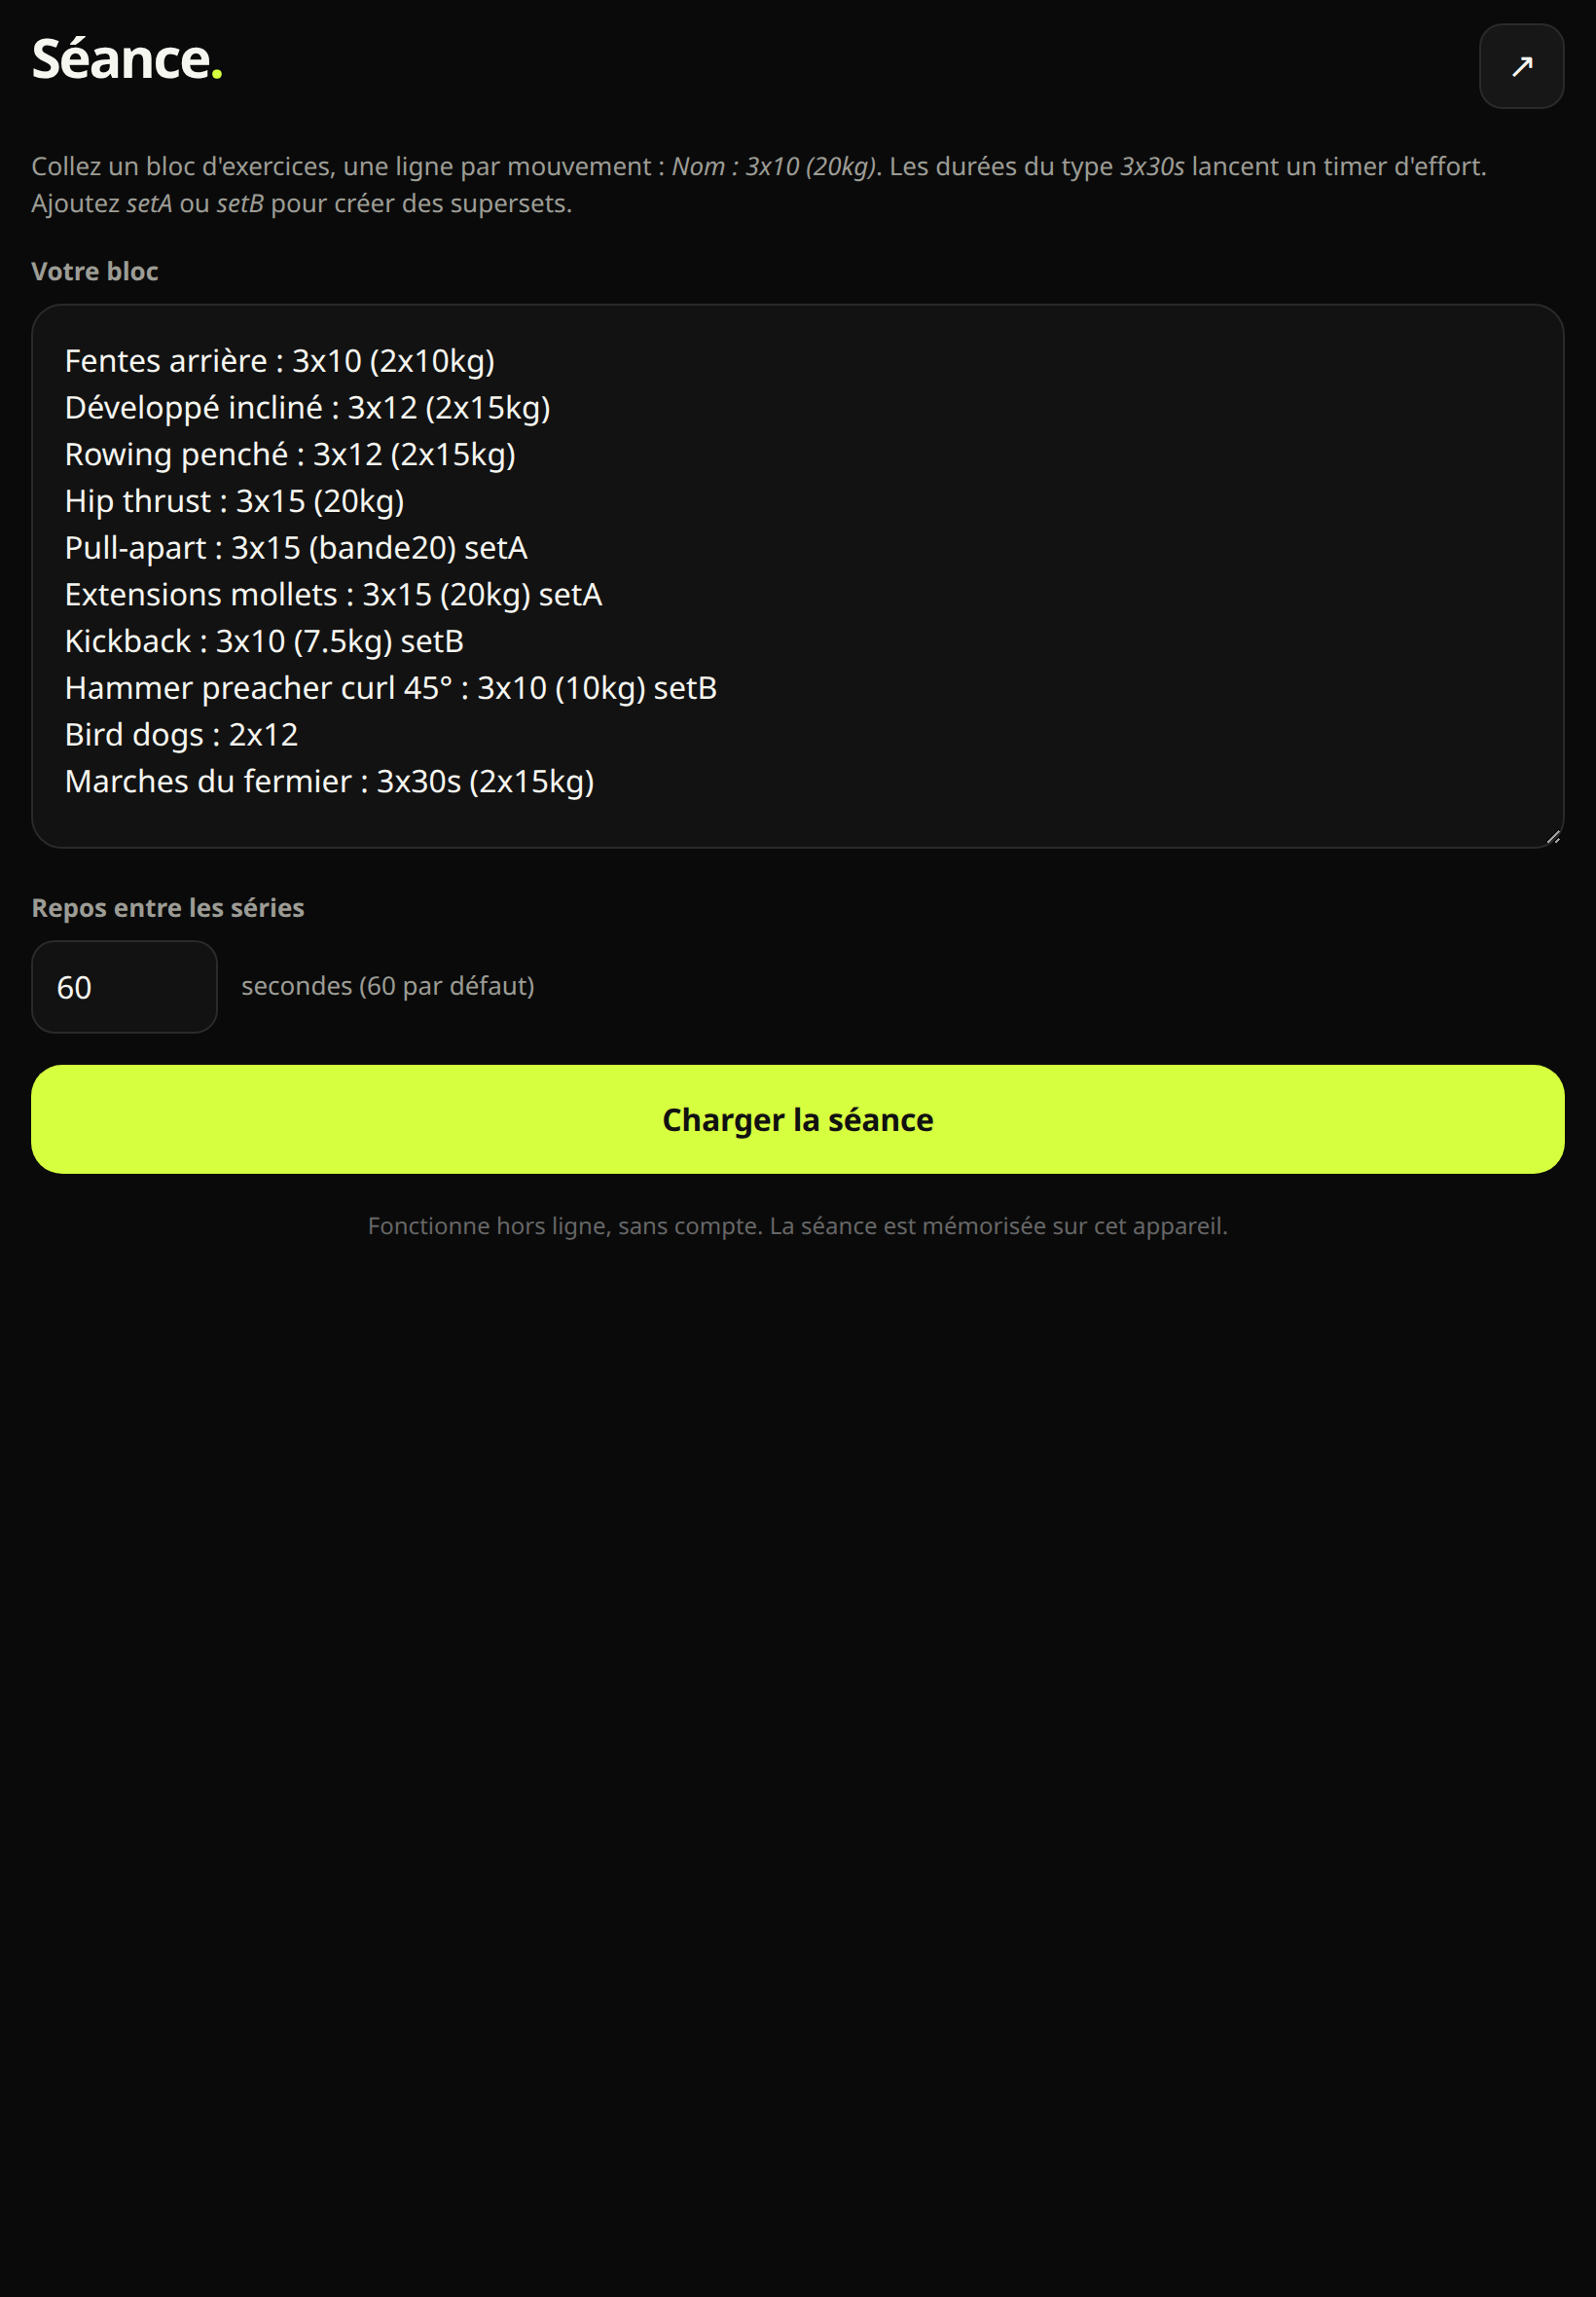 Séance.
↗
Collez un bloc d'exercices, une ligne par mouvement : Nom : 3x10 (20kg). Les durées du type 3x30s lancent un timer d'effort.
Ajoutez setA ou setB pour créer des supersets.
Votre bloc
Fentes arrière : 3x10 (2x10kg)
Développé incliné : 3x12 (2x15kg)
Rowing penché : 3x12 (2x15kg)
Hip thrust : 3x15 (20kg)
Pull-apart : 3x15 (bande20) setA
Extensions mollets : 3x15 (20kg) setA
Kickback : 3x10 (7.5kg) setB
Hammer preacher curl 45° : 3x10 (10kg) setB
Bird dogs : 2x12
Marches du fermier : 3x30s (2x15kg)
Repos entre les séries
60 secondes (60 par défaut)
Charger la séance
Fonctionne hors ligne, sans compte. La séance est mémorisée sur cet appareil.